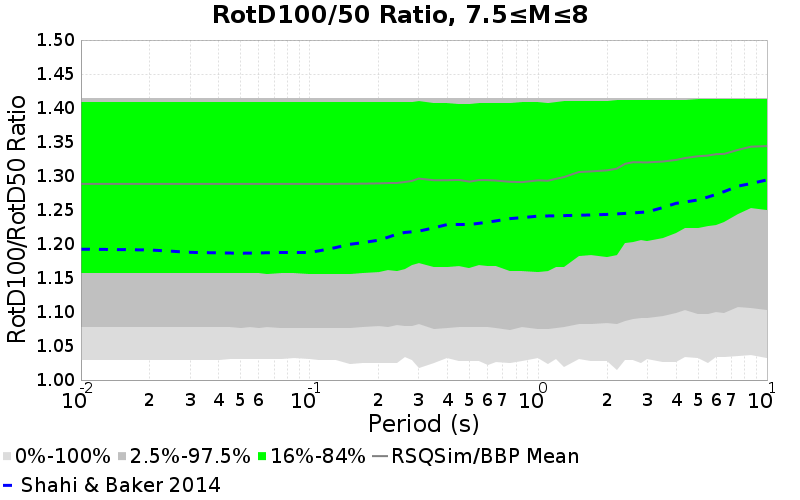 RotD100/50 Ratio, 7.5≤M≤8
RotD100/RotD50 Ratio
1.50
1.45
1.40
1.35
1.30
1.25
1.20
1.15
1.10
1.05
1.00
10-2 2 3 4 5 6 10-1 2 3 4 5 6 7 100 2 3 4 5 6 7 101
Period (s)
0%-100% 2.5%-97.5% 16%-84% RSQSim/BBP Mean
Shahi & Baker 2014